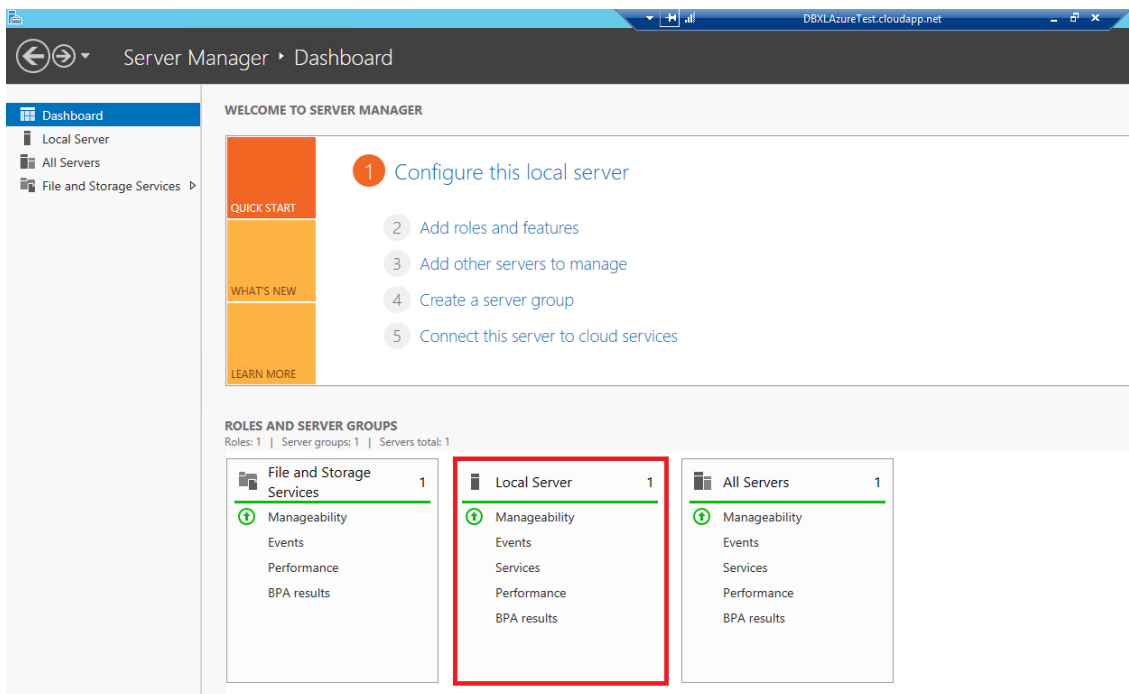 DBXLAzureTest.cloudapp.net
Server Manager ‣ Dashboard
Dashboard
Local Server
All Servers
File and Storage Services
WELCOME TO SERVER MANAGER
QUICK START
WHAT'S NEW
LEARN MORE
1 Configure this local server
2 Add roles and features
3 Add other servers to manage
4 Create a server group
5 Connect this server to cloud services
ROLES AND SERVER GROUPS
Roles: 1 | Server groups: 1 | Servers total: 1
File and Storage
Services 1
Manageability
Events
Performance
BPA results
Local Server 1
Manageability
Events
Services
Performance
BPA results
All Servers 1
Manageability
Events
Services
Performance
BPA results